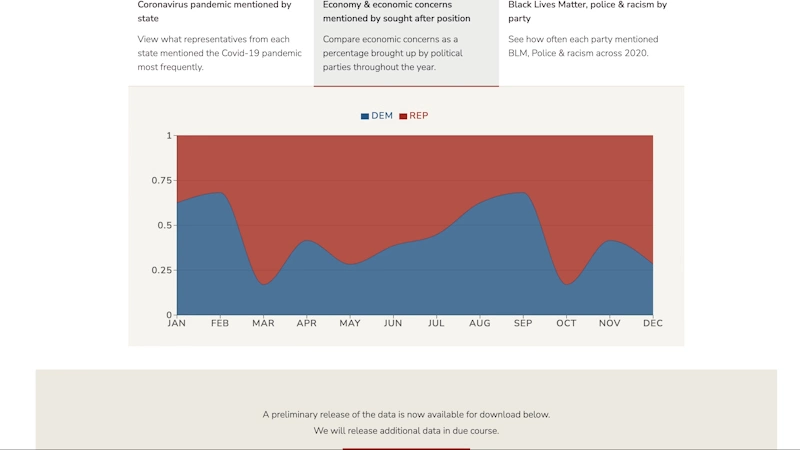 Coronavirus pandemic mentioned by
state
View what representatives from each
state mentioned the Covid-19 pandemic
most frequently.
Economy & economic concerns
mentioned by sought after position
Compare economic concerns as a
percentage brought up by political
parties throughout the year.
Black Lives Matter, police & racism by
party
See how often each party mentioned
BLM, Police & racism across 2020.
DEM REP
1
0.75
0.5
0.25
0
JAN FEB MAR APR MAY JUN JUL AUG SEP OCT NOV DEC
A preliminary release of the data is now available for download below.
We will release additional data in due course.